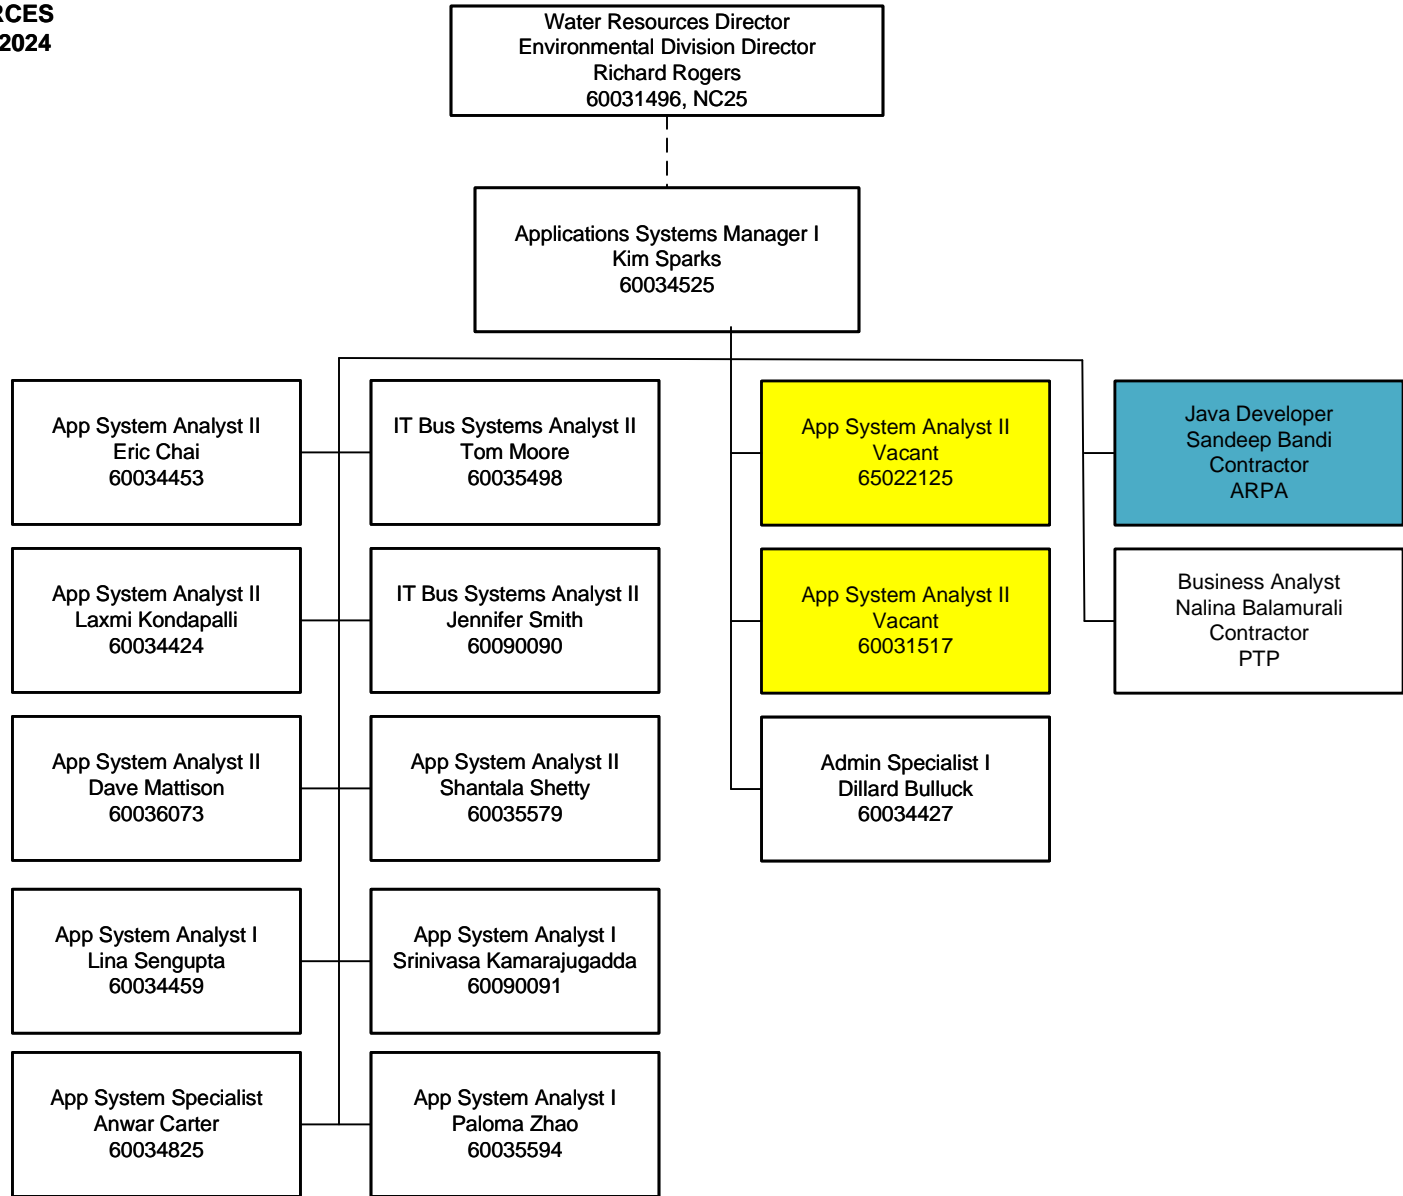 RCES
2024
Water Resources Director
Environmental Division Director
Richard Rogers
60031496, NC25
Applications Systems Manager I
Kim Sparks
60034525
App System Analyst II
Eric Chai
60034453
IT Bus Systems Analyst II
Tom Moore
60035498
App System Analyst II
Vacant
65022125
Java Developer
Sandeep Bandi
Contractor
ARPA
App System Analyst II
Laxmi Kondapalli
60034424
IT Bus Systems Analyst II
Jennifer Smith
60090090
App System Analyst II
Vacant
60031517
Business Analyst
Nalina Balamurali
Contractor
PTP
App System Analyst II
Dave Mattison
60036073
App System Analyst II
Shantala Shetty
60035579
Admin Specialist I
Dillard Bulluck
60034427
App System Analyst I
Lina Sengupta
60034459
App System Analyst I
Srinivasa Kamarajugadda
60090091
App System Specialist
Anwar Carter
60034825
App System Analyst I
Paloma Zhao
60035594